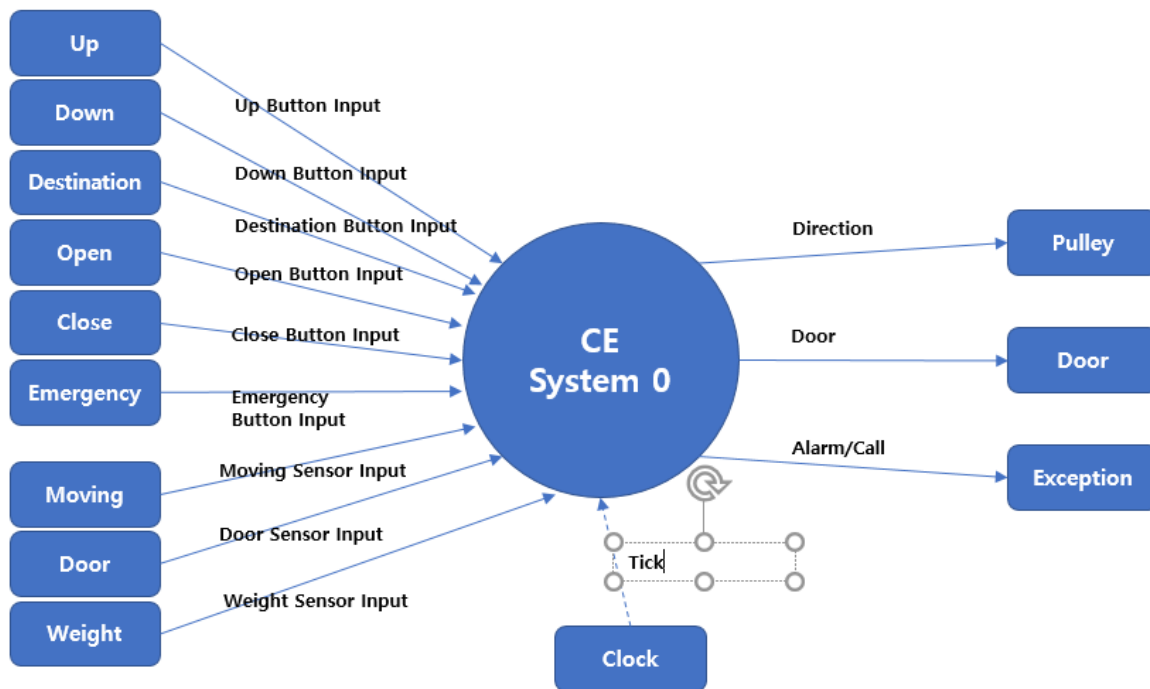 Up
Up Button Input
Down
Down Button Input
Destination
Destination Button Input
Open
Open Button Input
Close
Close Button Input
Emergency
Emergency
Button Input
Moving
Moving Sensor Input
Door
Door Sensor Input
Weight
Weight Sensor Input
CE
System 0
Tick
Clock
Direction
Pulley
Door
Door
Alarm/Call
Exception